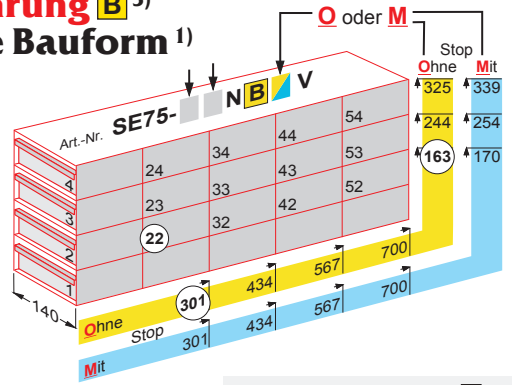 rung B 3)
e Bauform 1)
O oder M
Stop
Ohne Mit
Art.-Nr. SE75- N B V
325 339
244 254
163 170
54
44
34
24
53
43
33
23
52
42
32
22
4
3
2
1
140
301 434 567 700
Ohne
Stop
301 434 567 700
Mit